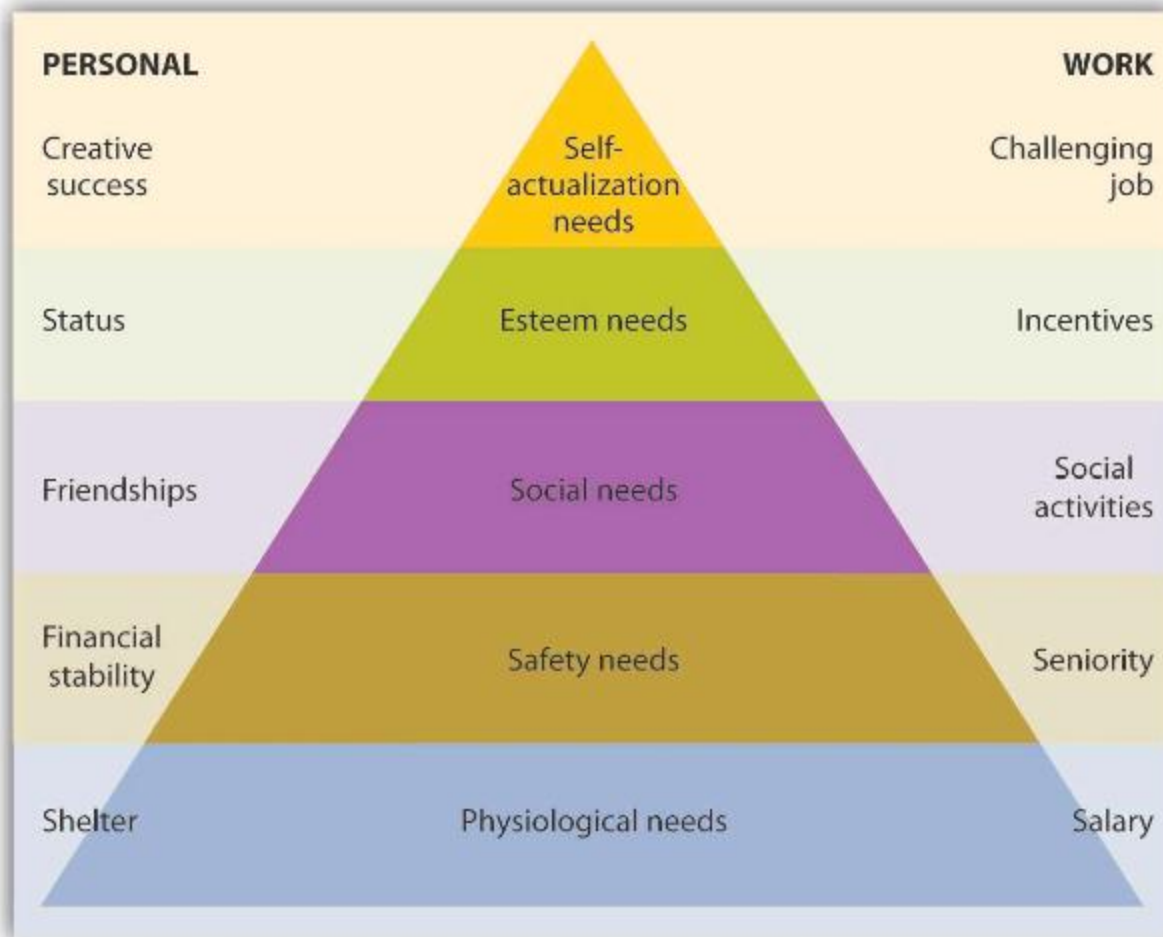 PERSONAL
WORK
Creative
success
Self-
actualization
needs
Challenging
job
Status
Esteem needs
Incentives
Friendships
Social needs
Social
activities
Financial
stability
Safety needs
Seniority
Shelter
Physiological needs
Salary